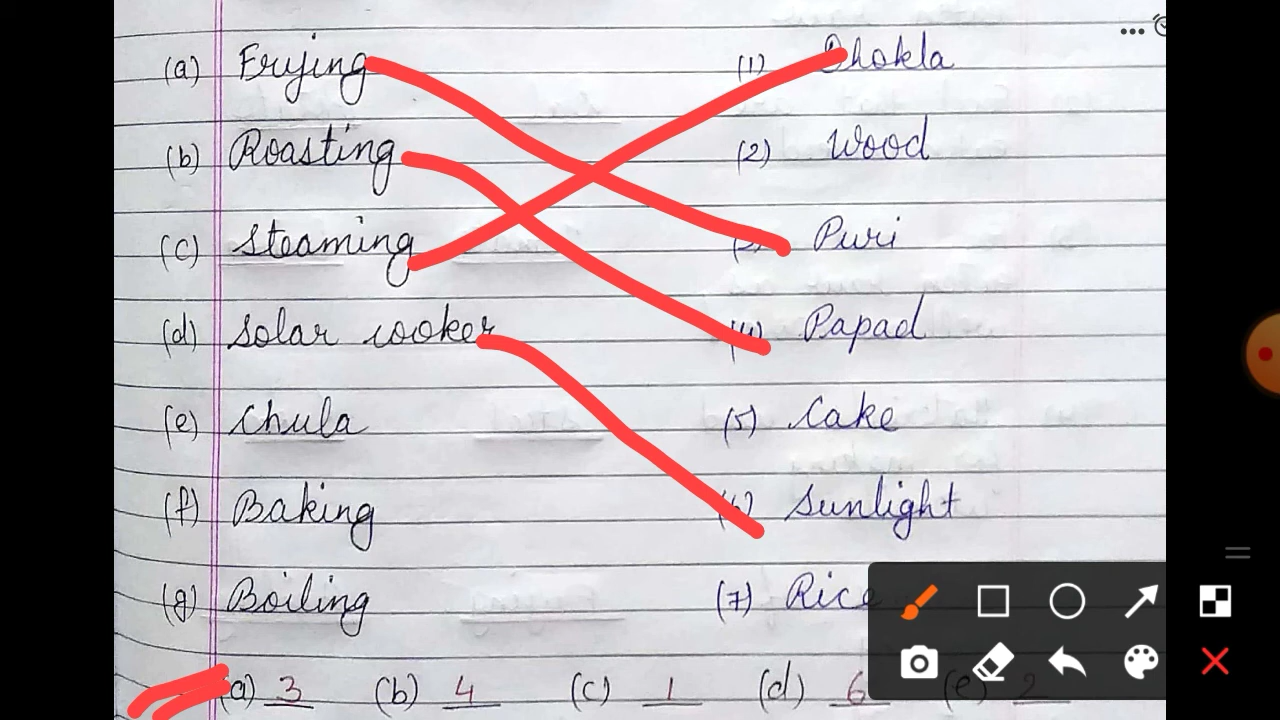 (a) Frying (1) Dhokla
(b) Roasting (2) Wood
(c) Steaming (3) Puri
(d) Solar cooker (4) Papad
(e) Chula (5) Cake
(f) Baking (6) Sunlight
(g) Boiling (7) Rice
(a) 3 (b) 4 (c) 1 (d) 6 (e) 2